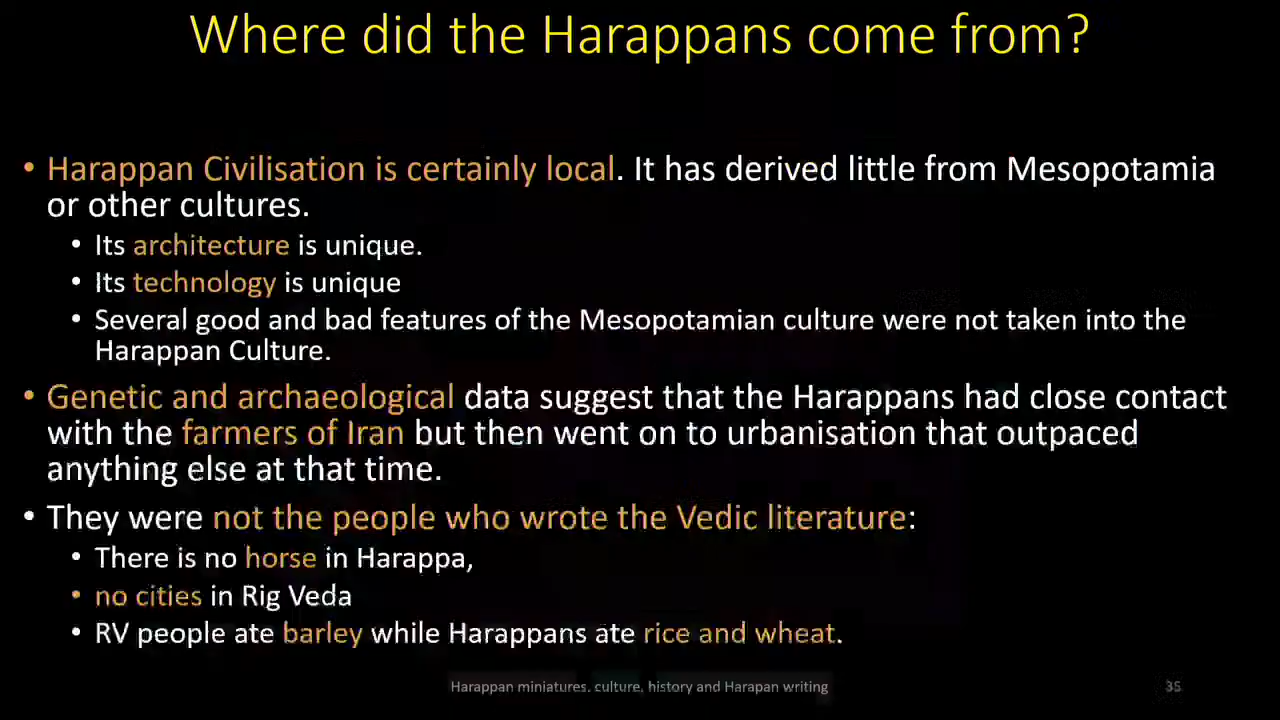 Where did the Harappans come from?
• Harappan Civilisation is certainly local. It has derived little from Mesopotamia
or other cultures.
• Its architecture is unique.
• Its technology is unique
• Several good and bad features of the Mesopotamian culture were not taken into the
Harappan Culture.
• Genetic and archaeological data suggest that the Harappans had close contact
with the farmers of Iran but then went on to urbanisation that outpaced
anything else at that time.
• They were not the people who wrote the Vedic literature:
• There is no horse in Harappa,
• no cities in Rig Veda
• RV people ate barley while Harappans ate rice and wheat.
Harappan miniatures, culture, history and Harapan writing
35